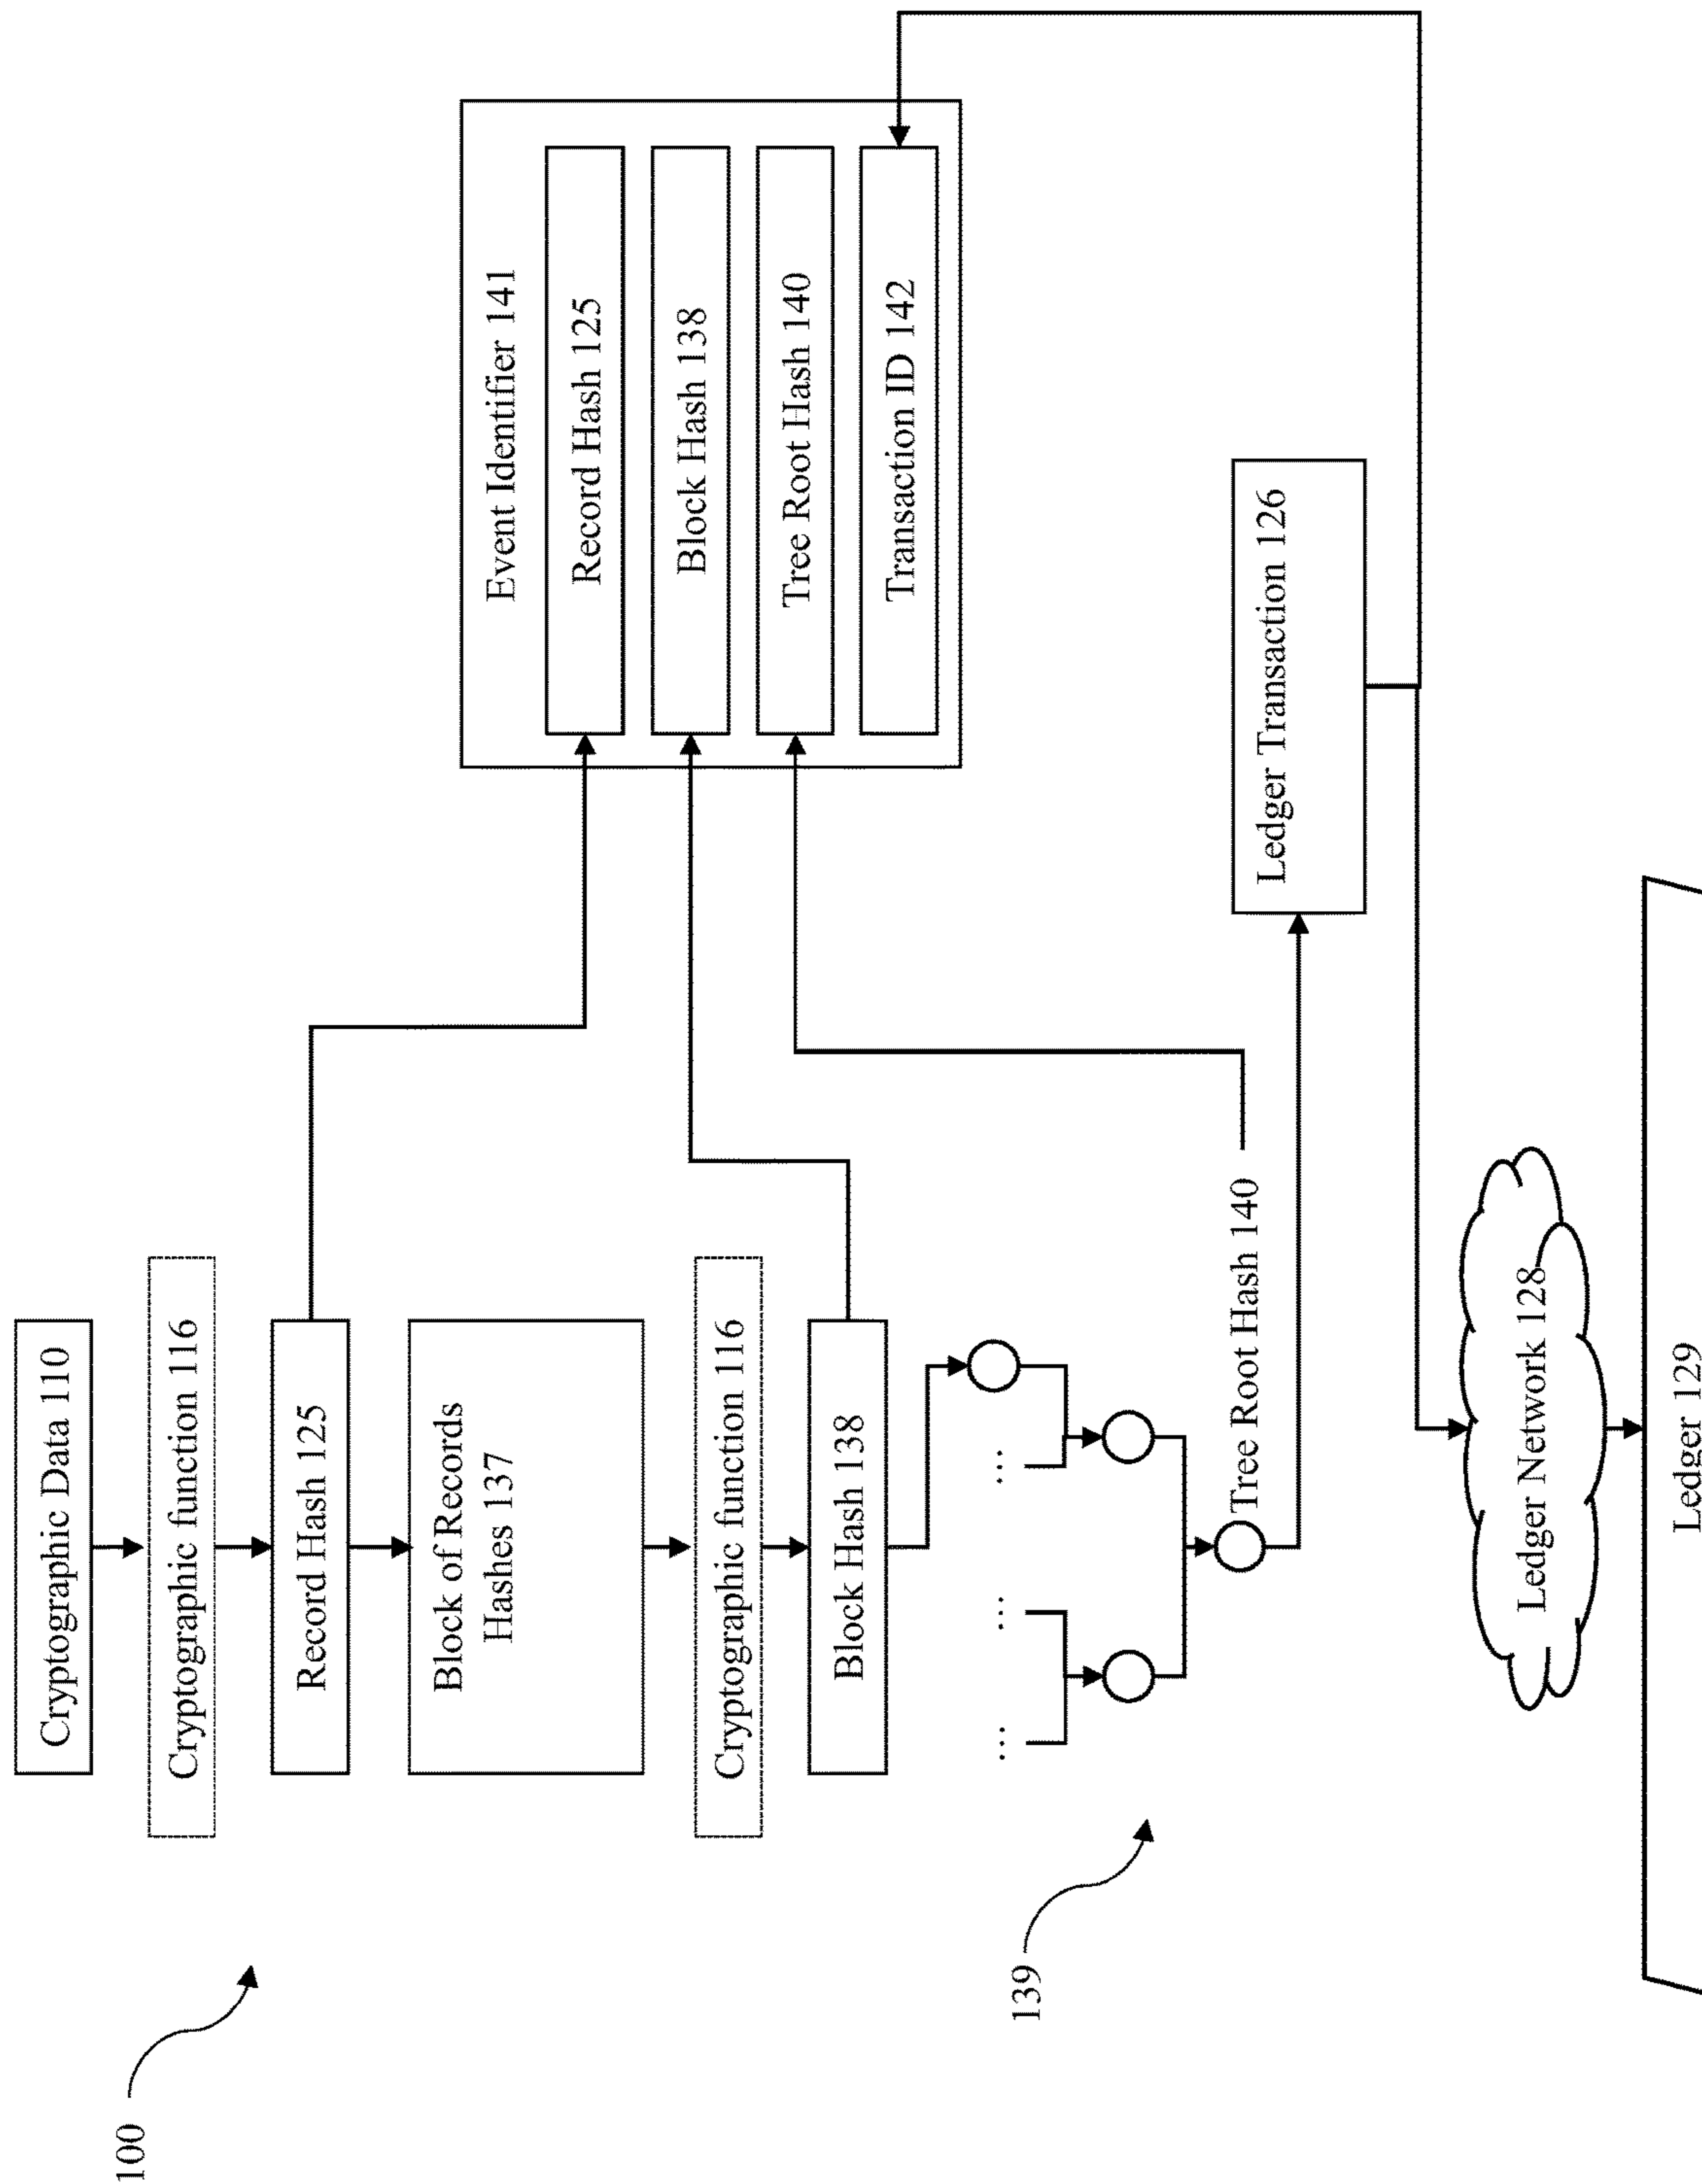 100
Cryptographic Data 110
Cryptographic function 116
Record Hash 125
Block of Records
Hashes 137
Cryptographic function 116
Block Hash 138
...
...
...
139
Tree Root Hash 140
Event Identifier 141
Record Hash 125
Block Hash 138
Tree Root Hash 140
Transaction ID 142
Ledger Transaction 126
Ledger Network 128
Ledger 129